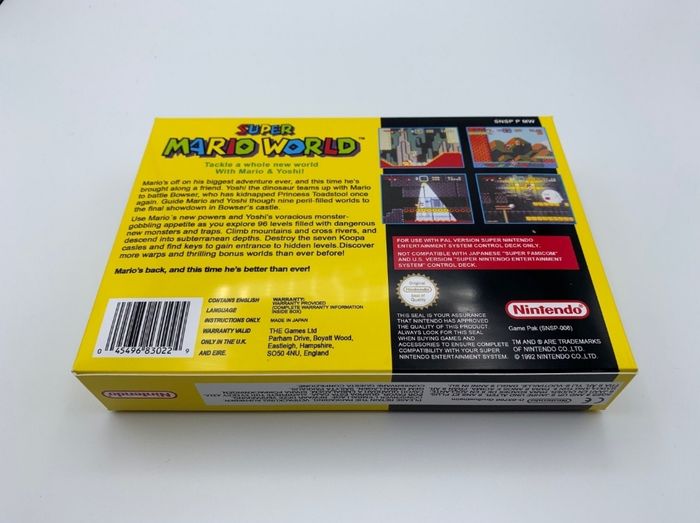 SNSP P MW
SUPER
MARIO WORLD™
Tackle a whole new world
With Mario & Yoshi!
Mario's off on his biggest adventure ever, and this time he's
brought along a friend. Yoshi the dinosaur teams up with Mario
to battle Bowser, who has kidnapped Princess Toadstool once
again. Guide Mario and Yoshi though nine peril-filled worlds to
the final showdown in Bowser's castle.
Use Mario`s new powers and Yoshi's voracious monster-
gobbling appetite as you explore 96 levels filled with dangerous
new monsters and traps. Climb mountains and cross rivers, and
descend into subterranean depths. Destroy the seven Koopa
casles and find keys to gain entrance to hidden levels.Discover
more warps and thrilling bonus worlds than ever before!
Mario's back, and this time he's better than ever!
FOR USE WITH PAL VERSION SUPER NINTENDO
ENTERTAINMENT SYSTEM CONTROL DECK ONLY.
NOT COMPATIBLE WITH JAPANESE "SUPER FAMICOM"
AND U.S. VERSION "SUPER NINTENDO ENTERTAINMENT
SYSTEM" CONTROL DECK.
Original
Nintendo
Seal of
Quality
THIS SEAL IS YOUR ASSURANCE
THAT NINTENDO HAS APPROVED
THE QUALITY OF THIS PRODUCT.
ALWAYS LOOK FOR THIS SEAL
WHEN BUYING GAMES AND
ACCESSORIES TO ENSURE COMPLETE
COMPATIBILITY WITH YOUR SUPER
NINTENDO ENTERTAINMENT SYSTEM.
Nintendo®
Game Pak (SNSP-006)
TM AND ® ARE TRADEMARKS
OF NINTENDO CO., LTD.
© 1992 NINTENDO CO., LTD.
0 45496 83022 9
CONTAINS ENGLISH
LANGUAGE
INSTRUCTIONS ONLY.
WARRANTY VALID
ONLY IN THE U.K.
AND EIRE.
WARRANTY:
WARRANTY PROVIDED
(COMPLETE WARRANTY INFORMATION
INSIDE BOX)
MADE IN JAPAN
THE Games Ltd
Parham Drive, Boyatt Wood,
Eastleigh, Hampshire,
SO50 4NU, England
Nintendo